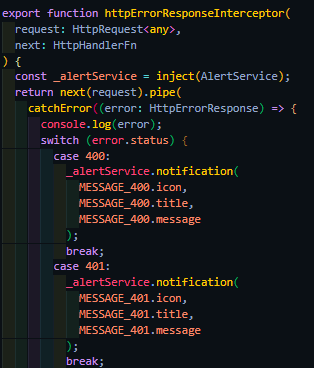 export function httpErrorResponseInterceptor(
request: HttpRequest<any>,
next: HttpHandlerFn
) {
const _alertService = inject(AlertService);
return next(request).pipe(
catchError((error: HttpErrorResponse) => {
console.log(error);
switch (error.status) {
case 400:
_alertService.notification(
MESSAGE_400.icon,
MESSAGE_400.title,
MESSAGE_400.message
);
break;
case 401:
_alertService.notification(
MESSAGE_401.icon,
MESSAGE_401.title,
MESSAGE_401.message
);
break;